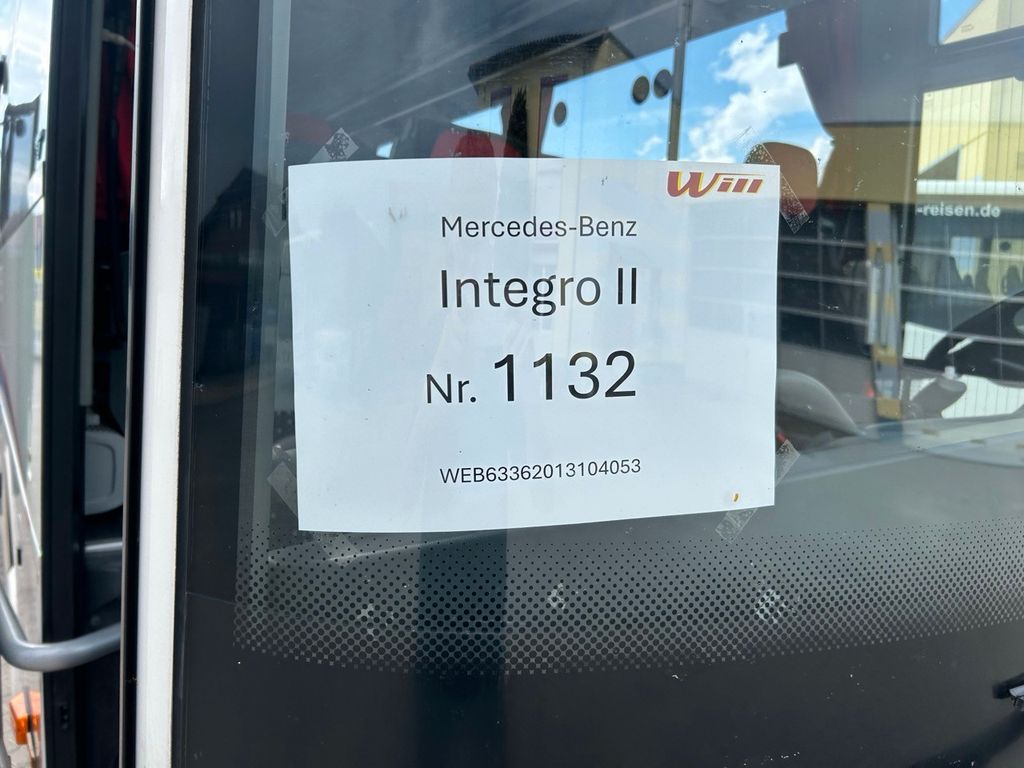 Will
Mercedes-Benz
Integro II
Nr. 1132
WEB63362013104053
-reisen.de